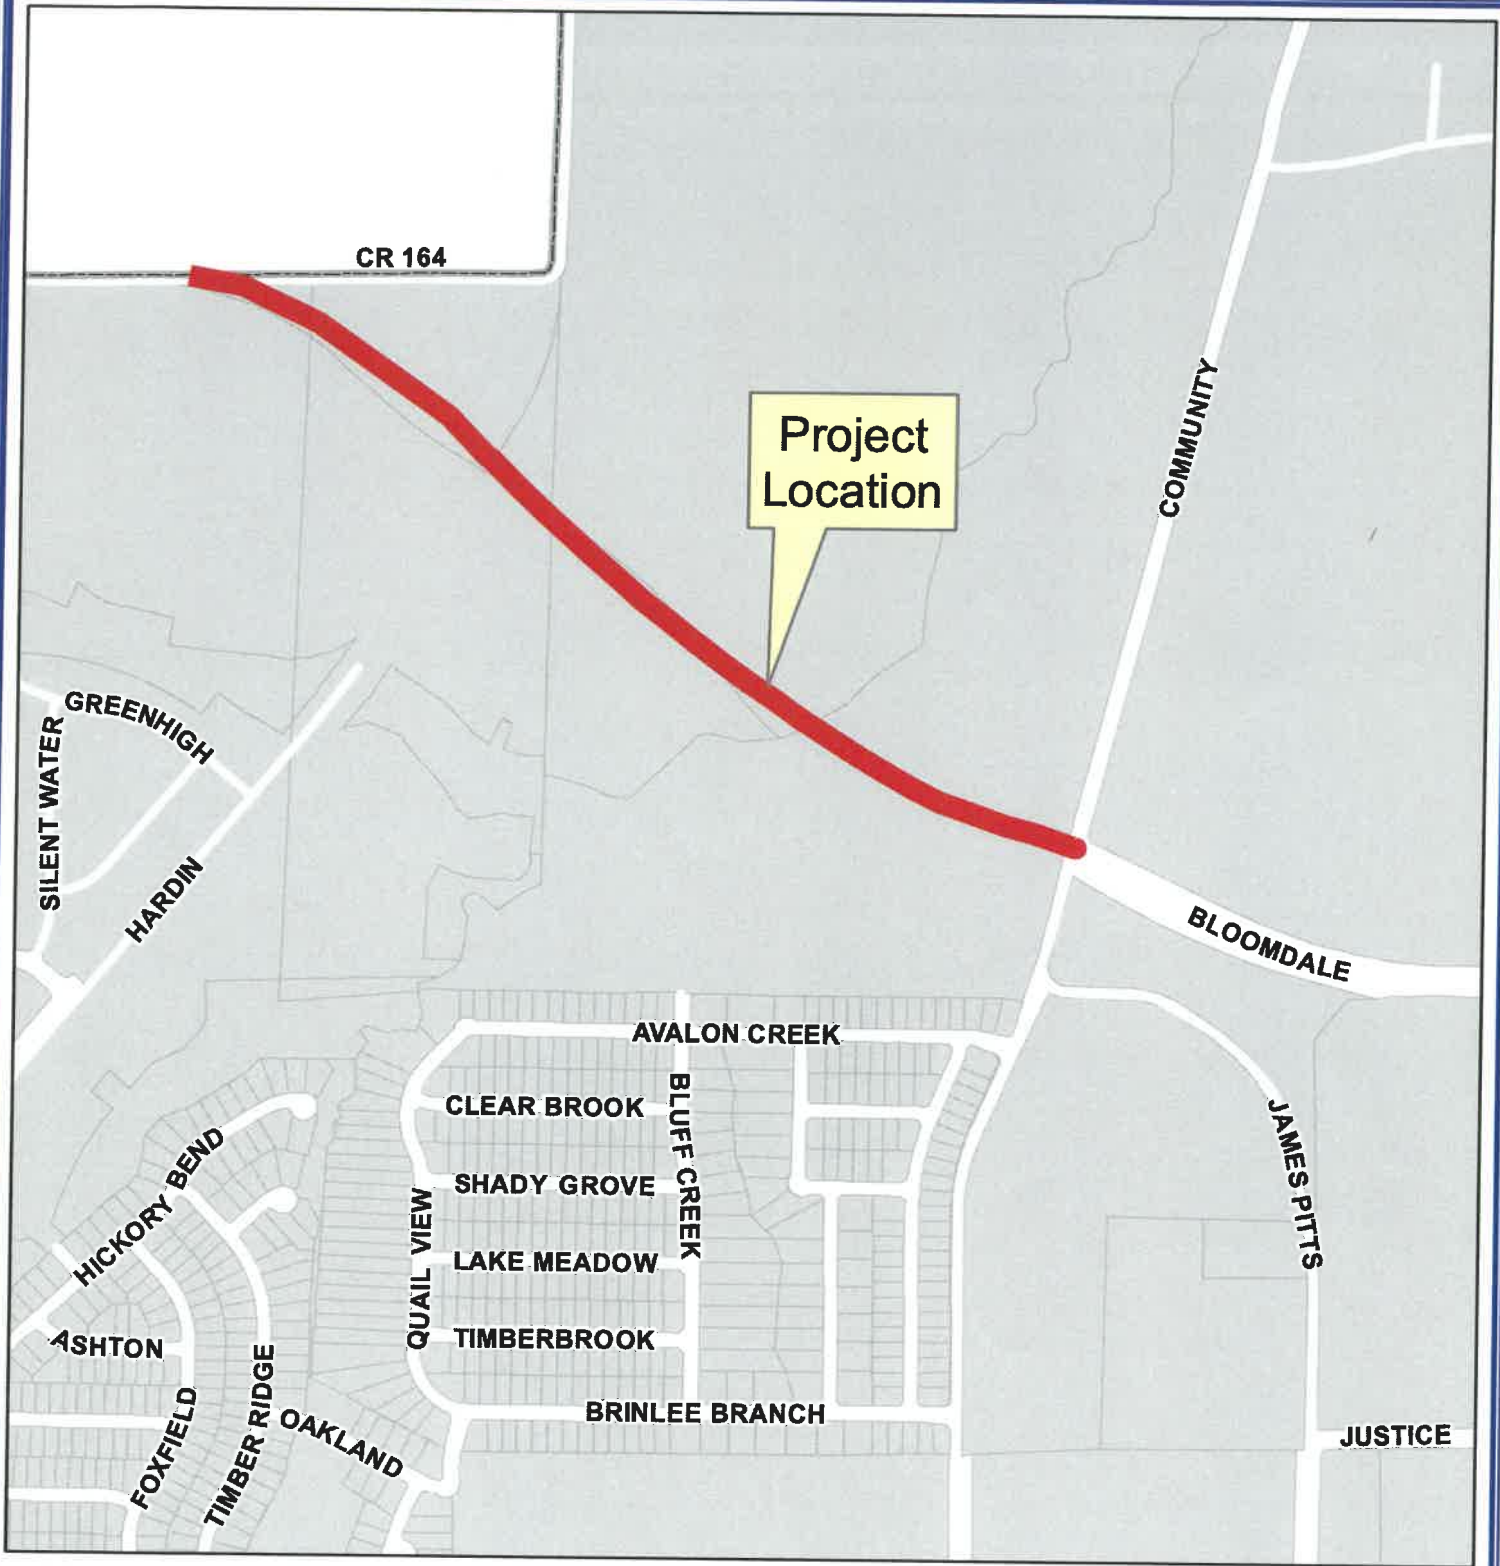 CR 164
Project
Location
COMMUNITY
GREENHIGH
SILENT WATER
HARDIN
BLOOMDALE
AVALON CREEK
CLEAR BROOK
BLUFF CREEK
SHADY GROVE
QUAIL VIEW
LAKE MEADOW
TIMBERBROOK
BRINLEE BRANCH
JAMES PITTS
HICKORY BEND
ASHTON
FOXFIELD
TIMBER RIDGE
OAKLAND
JUSTICE